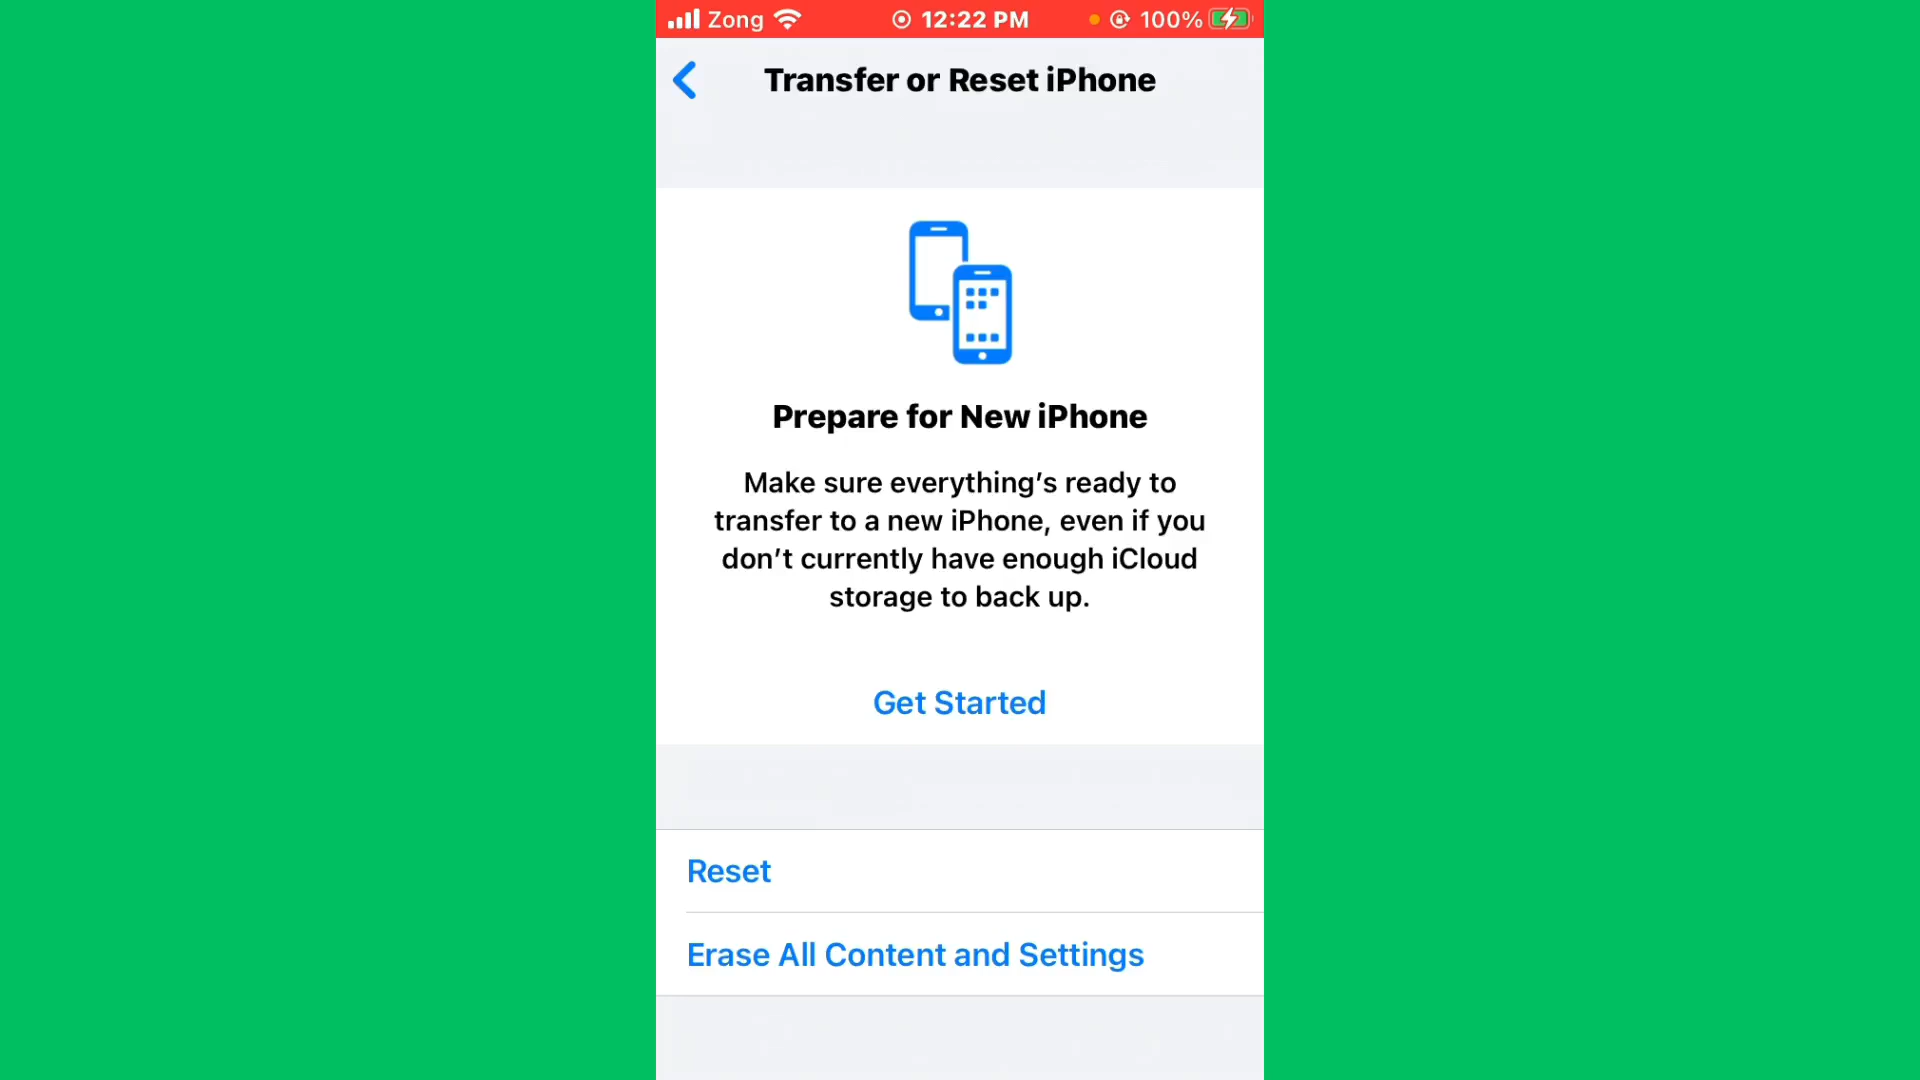 Zong 12:22 PM 100%
Transfer or Reset iPhone
Prepare for New iPhone
Make sure everything's ready to
transfer to a new iPhone, even if you
don't currently have enough iCloud
storage to back up.
Get Started
Reset
Erase All Content and Settings